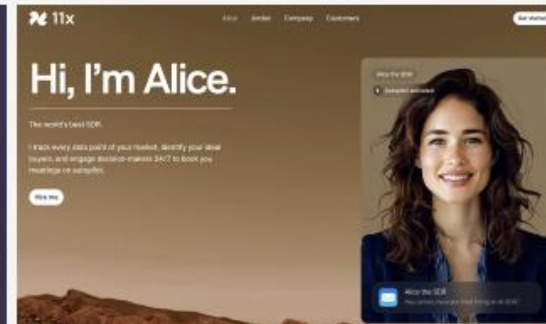 11x
Alice Company Customers
Get started
Hi, I'm Alice.
The world's best SDR.
I track every data point of your market, identify your ideal
buyers, and engage decision-makers 24/7 to book you
meetings on autopilot.
Hire me
Alice the SDR
Autopilot activated
Alice the SDR